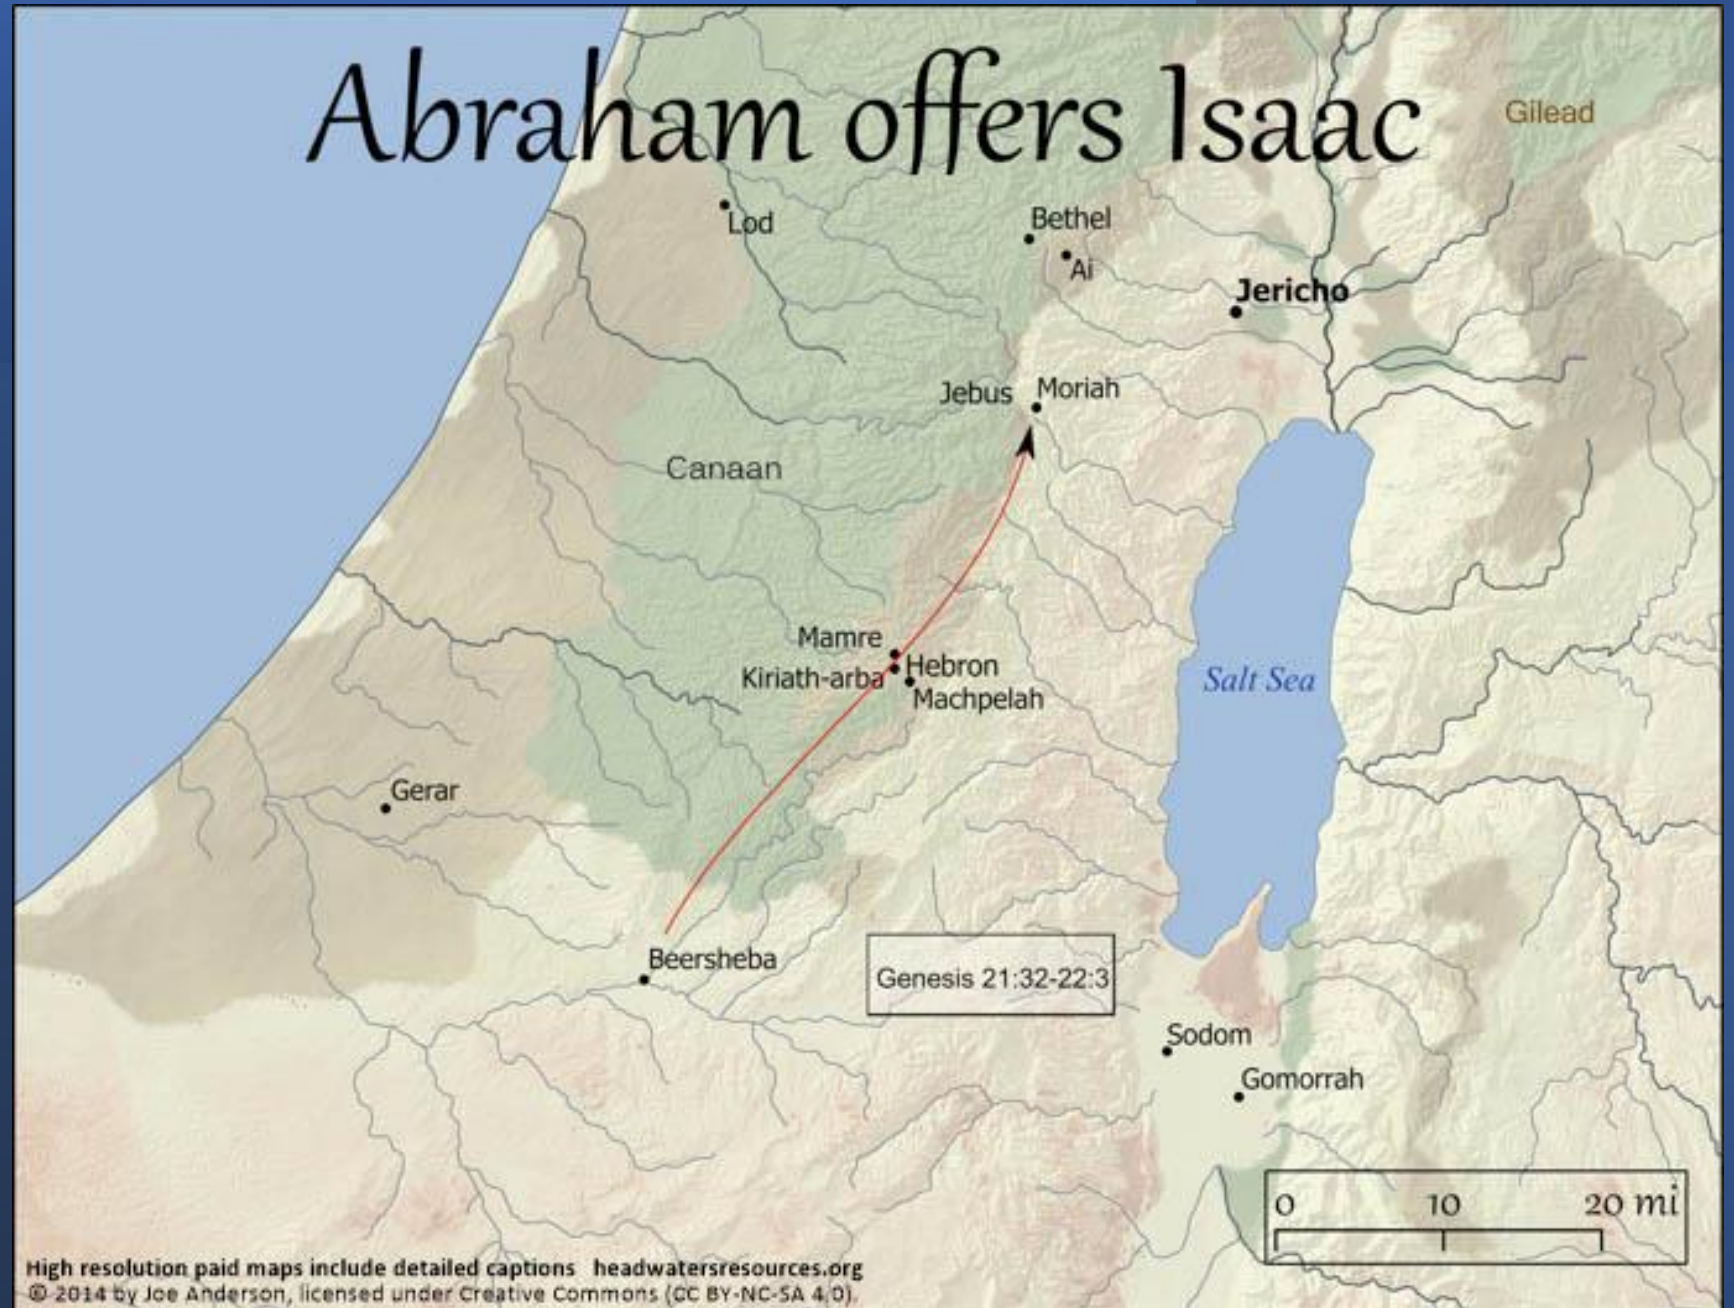 Abraham offers Isaac
Gilead
Lod
Bethel
Ai
Jericho
Jebus Moriah
Canaan
Mamre
Hebron
Kiriath-arba
Machpelah
Salt Sea
Gerar
Beersheba
Genesis 21:32-22:3
Sodom
Gomorrah
0 10 20 mi
High resolution paid maps include detailed captions headwatersresources.org
© 2014 by Joe Anderson, licensed under Creative Commons (CC BY-NC-SA 4.0).